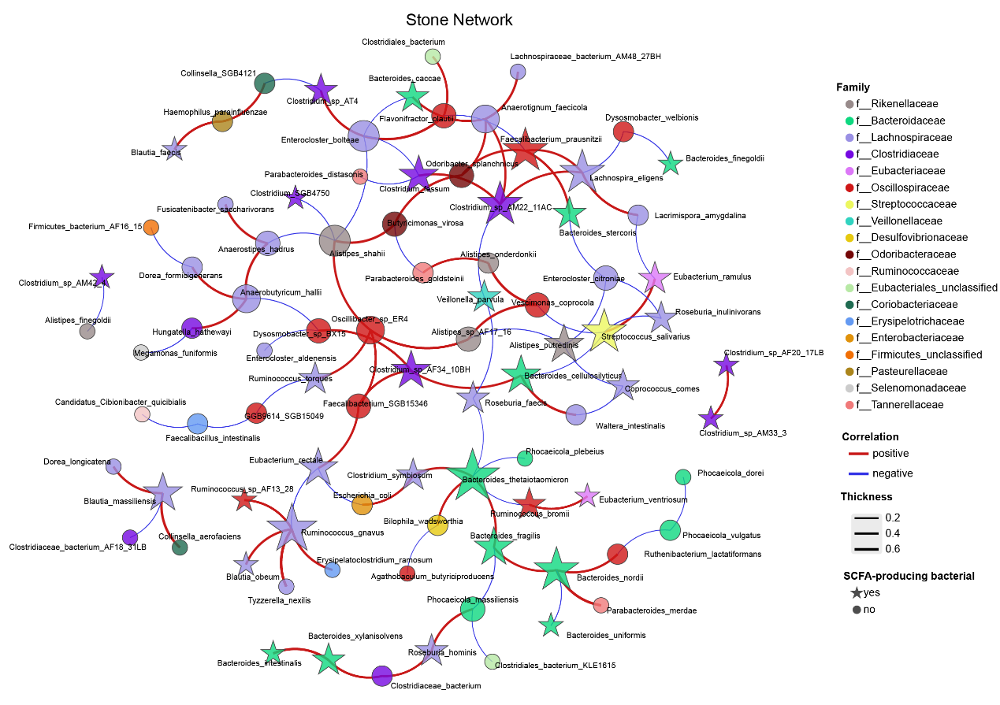 Stone Network
Clostridiales_bacterium
Lachnospiraceae_bacterium_AM48_27BH
Collinsella_SGB4121
Bacteroides_caccae
Clostridium_sp_AT4
Anaerotignum_faecicola
Haemophilus_parainfluenzae
Flavonifractor_plautii
Dysosmobacter_welbionis
Enterocloster_bolteae
Faecalibacterium_prausnitzii
Blautia_faecis
Bacteroides_finegoldii
Odoribacter_splanchnicus
Parabacteroides_distasonis
Lachnospira_eligens
Clostridium_fessum
Clostridium_SGB4750
Clostridium_sp_AM22_11AC
Fusicatenibacter_saccharivorans
Lacrimispora_amygdalina
Butyricimonas_virosa
Firmicutes_bacterium_AF16_15
Bacteroides_stercoris
Anaerostipes_hadrus
Alistipes_shahii
Alistipes_onderdonkii
Dorea_formicigenerans
Parabacteroides_goldsteinii
Enterocloster_citroniae
Eubacterium_ramulus
Clostridium_sp_AM42_4
Anaerobutyricum_hallii
Veillonella_parvula
Vescimonas_coprocola
Roseburia_inulinivorans
Alistipes_finegoldii
Oscillibacter_sp_ER4
Hungatella_hathewayi
Dysosmobacter_sp_BX15
Alistipes_sp_AF17_16
Streptococcus_salivarius
Alistipes_putredinis
Meganomas_funiformis
Enterocloster_aldenensis
Clostridium_sp_AF20_17LB
Clostridium_sp_AF34_10BH
Ruminococcus_torques
Bacteroides_cellulosilyticus
Coprococcus_comes
Candidatus_Cibionibacter_quicibialis
Faecalibacterium_SGB15346
Roseburia_faecis
GGB9614_SGB15049
Waltera_intestinalis
Clostridium_sp_AM33_3
Faecalibacillus_intestinalis
Phocaeicola_plebeius
Dorea_longicatena
Eubacterium_rectale
Clostridium_symbiosum
Phocaeicola_dorei
Bacteroides_thetaiotaomicron
Ruminococcus_sp_AF13_28
Escherichia_coli
Blautia_massiliensis
Eubacterium_ventriosum
Ruminococcus_bromii
Bilophila_wadsworthia
Ruminococcus_gnavus
Collinsella_aerofaciens
Bacteroides_fragilis
Phocaeicola_vulgatus
Clostridiaceae_bacterium_AF18_31LB
Ruthenibacterium_lactatiformans
Erysipelatoclostridium_ramosum
Blautia_obeum
Agathobaculum_butyriciproducens
Bacteroides_nordii
Tyzzerella_nexilis
Phocaeicola_massiliensis
Parabacteroides_merdae
Bacteroides_xylanisolvens
Bacteroides_uniformis
Roseburia_hominis
Bacteroides_intestinalis
Clostridiales_bacterium_KLE1615
Clostridiaceae_bacterium
Family
f__Rikenellaceae
f__Bacteroidaceae
f__Lachnospiraceae
f__Clostridiaceae
f__Eubacteriaceae
f__Oscillospiraceae
f__Streptococcaceae
f__Veillonellaceae
f__Desulfovibrionaceae
f__Odoribacteraceae
f__Ruminococcaceae
f__Eubacteriales_unclassified
f__Coriobacteriaceae
f__Erysipelotrichaceae
f__Enterobacteriaceae
f__Firmicutes_unclassified
f__Pasteurellaceae
f__Selenomonadaceae
f__Tannerellaceae
Correlation
positive
negative
Thickness
0.2
0.4
0.6
SCFA-producing bacterial
yes
no